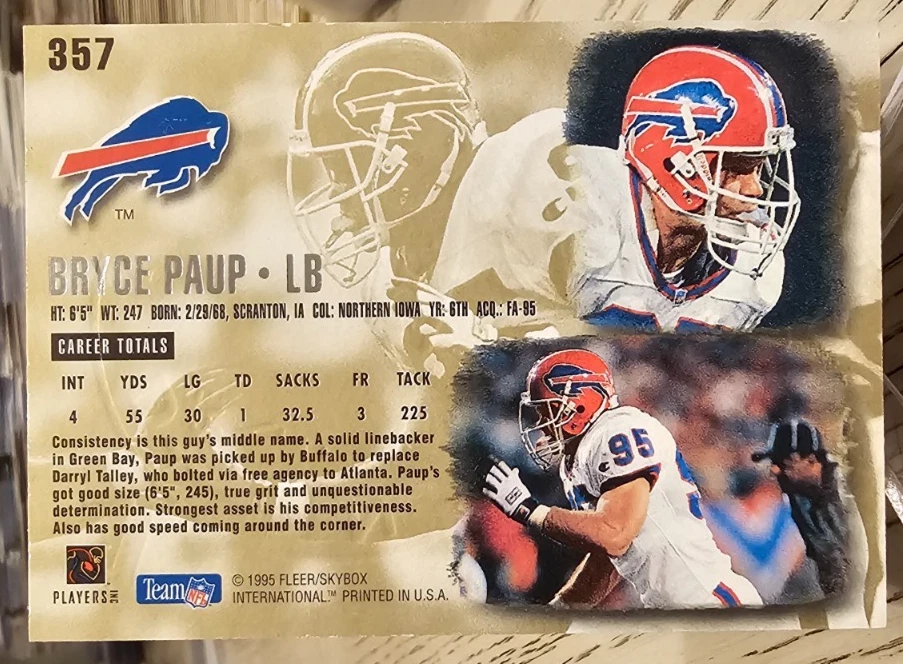 357
TM
BRYCE PAUP • LB
HT: 6'5" WT: 247 BORN: 2/29/68, SCRANTON, IA COL: NORTHERN IOWA YR: 6TH ACQ.: FA-95
CAREER TOTALS
INT YDS LG TD SACKS FR TACK
4 55 30 1 32.5 3 225
Consistency is this guy's middle name. A solid linebacker
in Green Bay, Paup was picked up by Buffalo to replace
Darryl Talley, who bolted via free agency to Atlanta. Paup's
got good size (6'5", 245), true grit and unquestionable
determination. Strongest asset is his competitiveness.
Also has good speed coming around the corner.
95
PLAYERS INC
Team NFL
© 1995 FLEER/SKYBOX
INTERNATIONAL™ PRINTED IN U.S.A.